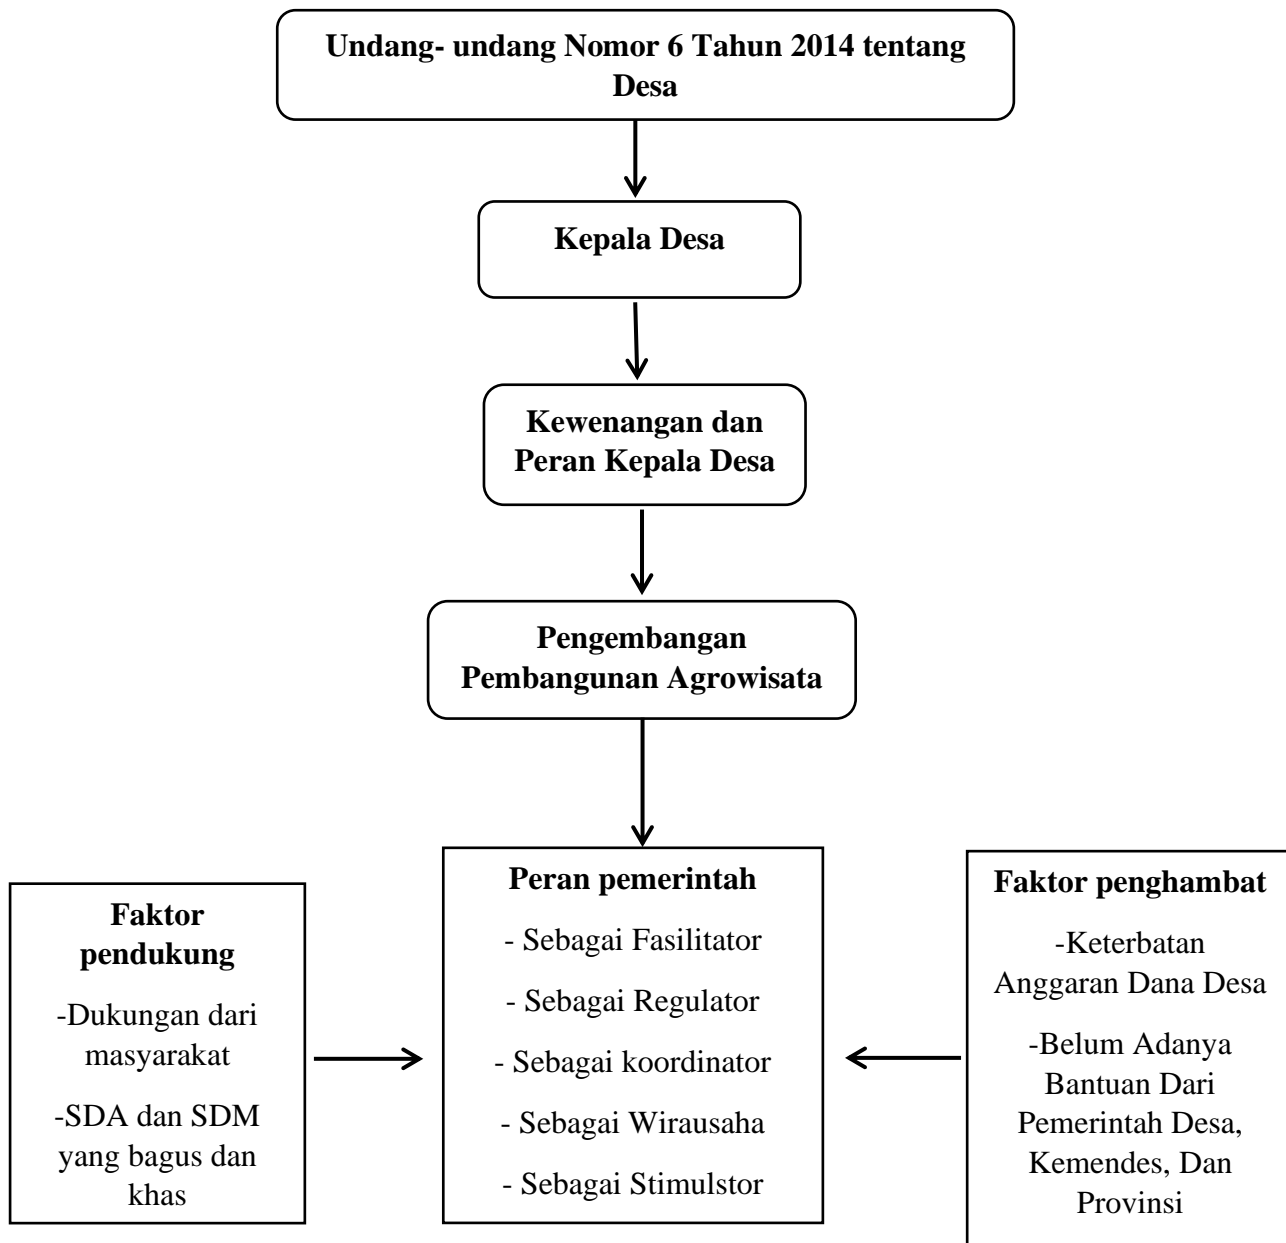 Undang- undang Nomor 6 Tahun 2014 tentang
Desa
Kepala Desa
Kewenangan dan
Peran Kepala Desa
Pengembangan
Pembangunan Agrowisata
Faktor
pendukung
-Dukungan dari
masyarakat
-SDA dan SDM
yang bagus dan
khas
Peran pemerintah
- Sebagai Fasilitator
- Sebagai Regulator
- Sebagai koordinator
- Sebagai Wirausaha
- Sebagai Stimulstor
Faktor penghambat
-Keterbatan
Anggaran Dana Desa
-Belum Adanya
Bantuan Dari
Pemerintah Desa,
Kemendes, Dan
Provinsi